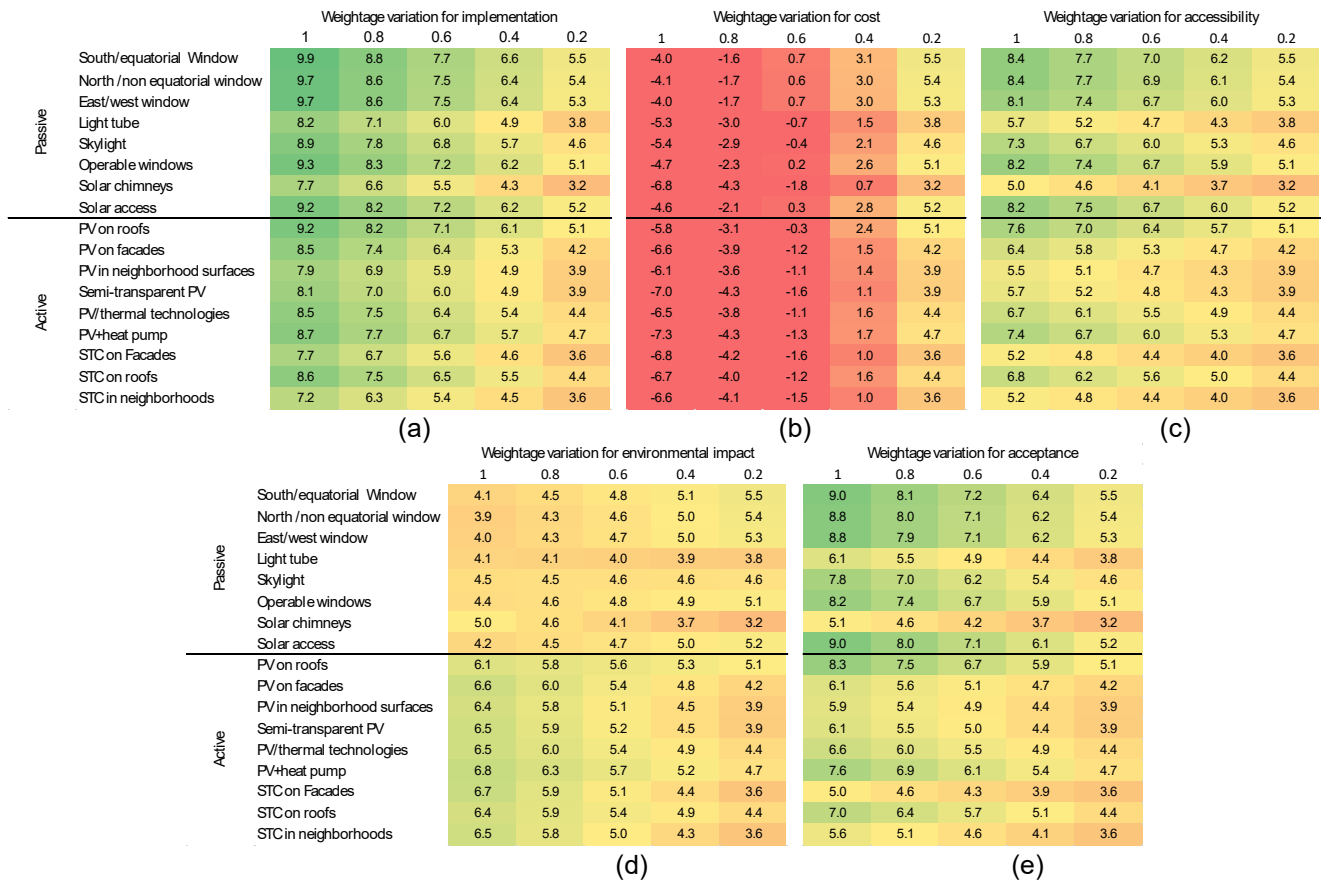 Weightage variation for implementation Weightage variation for cost Weightage variation for accessibility
1 0.8 0.6 0.4 0.2 1 0.8 0.6 0.4 0.2 1 0.8 0.6 0.4 0.2
Passive
South/equatorial Window 9.9 8.8 7.7 6.6 5.5 -4.0 -1.6 0.7 3.1 5.5 8.4 7.7 7.0 6.2 5.5
North /non equatorial window 9.7 8.6 7.5 6.4 5.4 -4.1 -1.7 0.6 3.0 5.4 8.4 7.7 6.9 6.1 5.4
East/west window 9.7 8.6 7.5 6.4 5.3 -4.0 -1.7 0.7 3.0 5.3 8.1 7.4 6.7 6.0 5.3
Light tube 8.2 7.1 6.0 4.9 3.8 -5.3 -3.0 -0.7 1.5 3.8 5.7 5.2 4.7 4.3 3.8
Skylight 8.9 7.8 6.8 5.7 4.6 -5.4 -2.9 -0.4 2.1 4.6 7.3 6.7 6.0 5.3 4.6
Operable windows 9.3 8.3 7.2 6.2 5.1 -4.7 -2.3 0.2 2.6 5.1 8.2 7.4 6.7 5.9 5.1
Solar chimneys 7.7 6.6 5.5 4.3 3.2 -6.8 -4.3 -1.8 0.7 3.2 5.0 4.6 4.1 3.7 3.2
Solar access 9.2 8.2 7.2 6.2 5.2 -4.6 -2.1 0.3 2.8 5.2 8.2 7.5 6.7 6.0 5.2
Active
PV on roofs 9.2 8.2 7.1 6.1 5.1 -5.8 -3.1 -0.3 2.4 5.1 7.6 7.0 6.4 5.7 5.1
PV on facades 8.5 7.4 6.4 5.3 4.2 -6.6 -3.9 -1.2 1.5 4.2 6.4 5.8 5.3 4.7 4.2
PV in neighborhood surfaces 7.9 6.9 5.9 4.9 3.9 -6.1 -3.6 -1.1 1.4 3.9 5.5 5.1 4.7 4.3 3.9
Semi-transparent PV 8.1 7.0 6.0 4.9 3.9 -7.0 -4.3 -1.6 1.1 3.9 5.7 5.2 4.8 4.3 3.9
PV/thermal technologies 8.5 7.5 6.4 5.4 4.4 -6.5 -3.8 -1.1 1.6 4.4 6.7 6.1 5.5 4.9 4.4
PV+heat pump 8.7 7.7 6.7 5.7 4.7 -7.3 -4.3 -1.3 1.7 4.7 7.4 6.7 6.0 5.3 4.7
STC on Facades 7.7 6.7 5.6 4.6 3.6 -6.8 -4.2 -1.6 1.0 3.6 5.2 4.8 4.4 4.0 3.6
STC on roofs 8.6 7.5 6.5 5.5 4.4 -6.7 -4.0 -1.2 1.6 4.4 6.8 6.2 5.6 5.0 4.4
STC in neighborhoods 7.2 6.3 5.4 4.5 3.6 -6.6 -4.1 -1.5 1.0 3.6 5.2 4.8 4.4 4.0 3.6
(a) (b) (c)
Weightage variation for environmental impact Weightage variation for acceptance
1 0.8 0.6 0.4 0.2 1 0.8 0.6 0.4 0.2
Passive
South/equatorial Window 4.1 4.5 4.8 5.1 5.5 9.0 8.1 7.2 6.4 5.5
North /non equatorial window 3.9 4.3 4.6 5.0 5.4 8.8 8.0 7.1 6.2 5.4
East/west window 4.0 4.3 4.7 5.0 5.3 8.8 7.9 7.1 6.2 5.3
Light tube 4.1 4.1 4.0 3.9 3.8 6.1 5.5 4.9 4.4 3.8
Skylight 4.5 4.5 4.6 4.6 4.6 7.8 7.0 6.2 5.4 4.6
Operable windows 4.4 4.6 4.8 4.9 5.1 8.2 7.4 6.7 5.9 5.1
Solar chimneys 5.0 4.6 4.1 3.7 3.2 5.1 4.6 4.2 3.7 3.2
Solar access 4.2 4.5 4.7 5.0 5.2 9.0 8.0 7.1 6.1 5.2
Active
PV on roofs 6.1 5.8 5.6 5.3 5.1 8.3 7.5 6.7 5.9 5.1
PV on facades 6.6 6.0 5.4 4.8 4.2 6.1 5.6 5.1 4.7 4.2
PV in neighborhood surfaces 6.4 5.8 5.1 4.5 3.9 5.9 5.4 4.9 4.4 3.9
Semi-transparent PV 6.5 5.9 5.2 4.5 3.9 6.1 5.5 5.0 4.4 3.9
PV/thermal technologies 6.5 6.0 5.4 4.9 4.4 6.6 6.0 5.5 4.9 4.4
PV+heat pump 6.8 6.3 5.7 5.2 4.7 7.6 6.9 6.1 5.4 4.7
STC on Facades 6.7 5.9 5.1 4.4 3.6 5.0 4.6 4.3 3.9 3.6
STC on roofs 6.4 5.9 5.4 4.9 4.4 7.0 6.4 5.7 5.1 4.4
STC in neighborhoods 6.5 5.8 5.0 4.3 3.6 5.6 5.1 4.6 4.1 3.6
(d) (e)